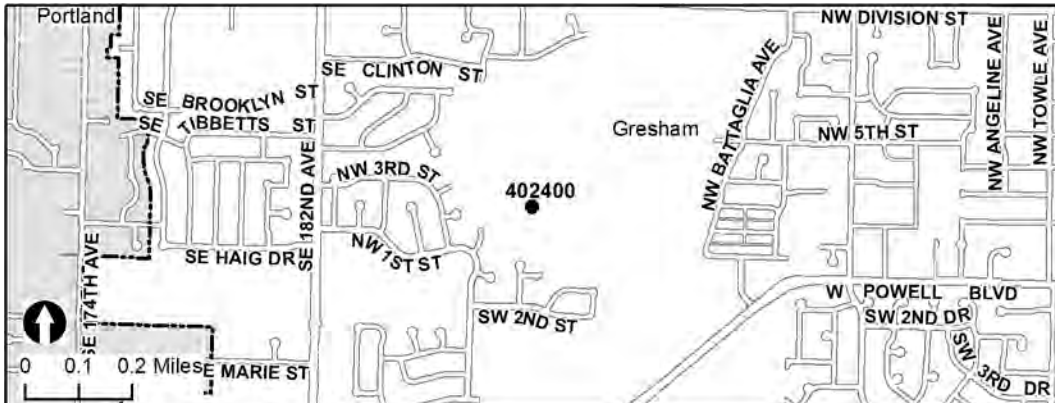 Portland
NW DIVISION ST
SE CLINTON ST
SE BROOKLYN ST
SE TIBBETTS ST
Gresham
NW BATTAGLIA AVE
NW 5TH ST
NW ANGELINE AVE
NW TOWLE AVE
SE 182ND AVE
NW 3RD ST
402400
SE 174TH AVE
SE HAIG DR
NW 1ST ST
W POWELL BLVD
SW 2ND ST
SW 2ND DR
SW 3RD DR
0 0.1 0.2 Miles
E MARIE ST